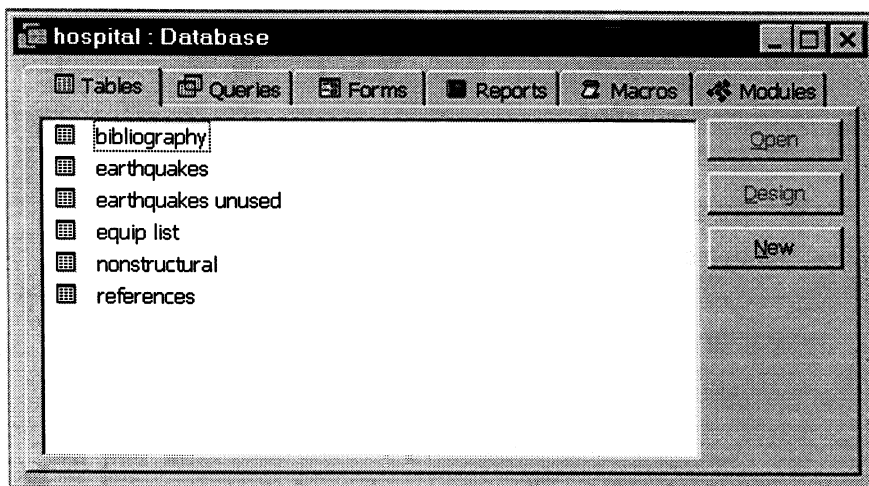 hospital : Database
Tables Queries Forms Reports Macros Modules
bibliography
earthquakes
earthquakes unused
equip list
nonstructural
references
Open
Design
New